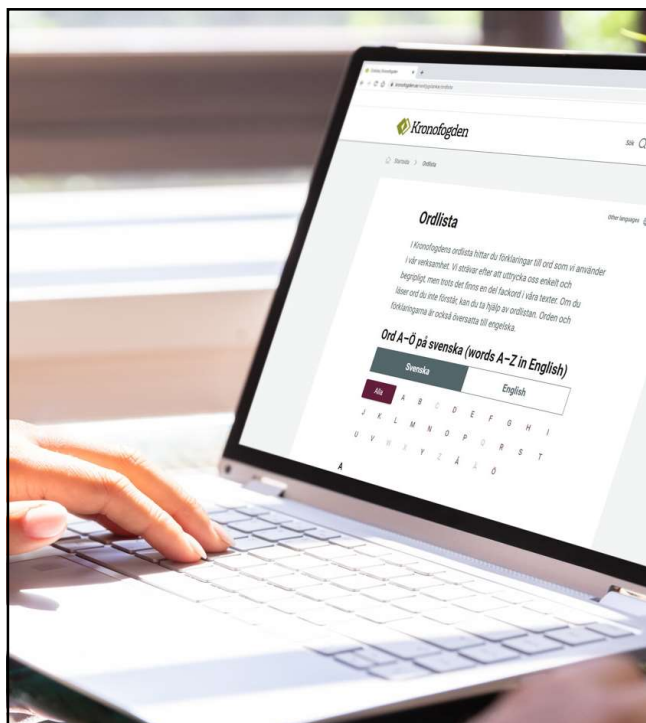 Kronofogden
Sök
Startsida > Ordlista
Other languages
Ordlista
I Kronofogdens ordlista hittar du förklaringar till ord som vi använder
i vår verksamhet. Vi strävar efter att uttrycka oss enkelt och
begripligt, men trots det finns en del fackord i våra texter. Om du
läser ord du inte förstår, kan du ta hjälp av ordlistan. Orden och
förklaringarna är också översatta till engelska.
Ord A–Ö på svenska (words A–Z in English)
Svenska English
Alla A B C D E F G H I
J K L M N O P Q R S T
U V W X Y Z Å Ä Ö
A